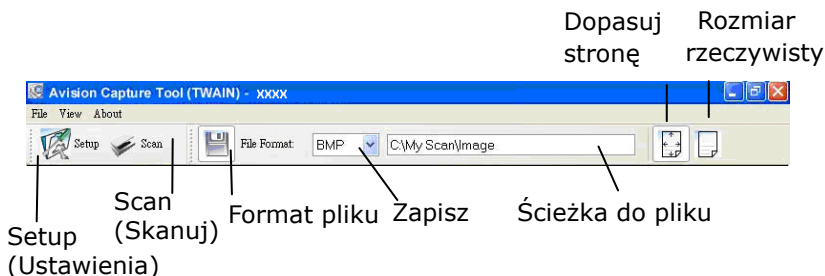 Dopasuj
stronę
Rozmiar
rzeczywisty
Avision Capture Tool (TWAIN) - xxxx
File View About
Setup Scan File Format: BMP C:\My Scan\Image
Scan
(Skanuj)
Format pliku
Zapisz
Ścieżka do pliku
Setup
(Ustawienia)